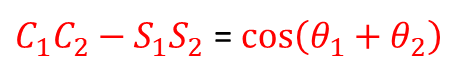 C₁C₂ − S₁S₂ = cos(θ₁ + θ₂)